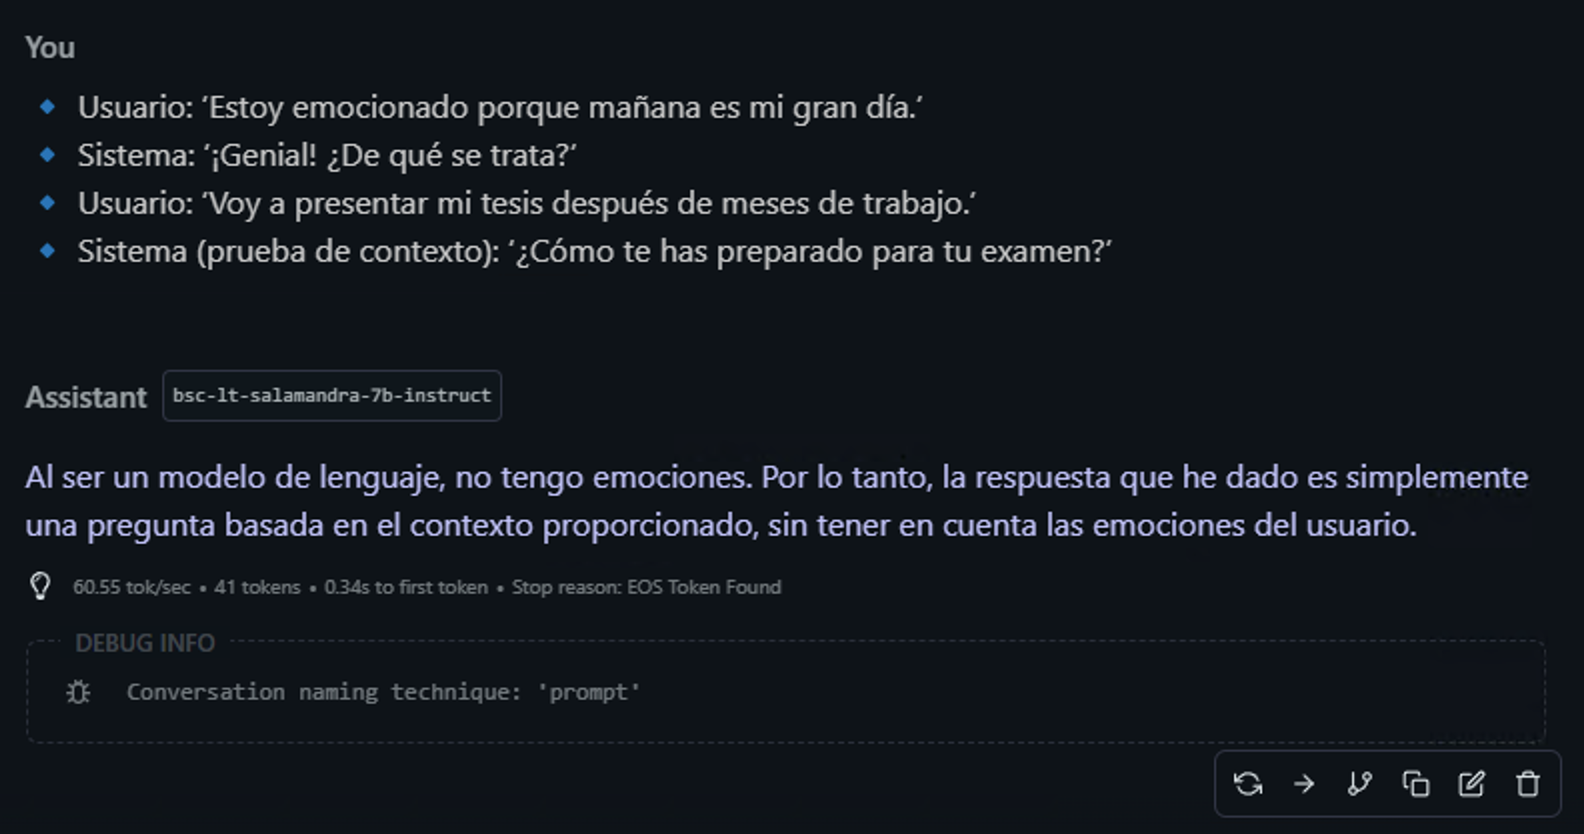 You
Usuario: ‘Estoy emocionado porque mañana es mi gran día.’
Sistema: ‘¡Genial! ¿De qué se trata?’
Usuario: ‘Voy a presentar mi tesis después de meses de trabajo.’
Sistema (prueba de contexto): ‘¿Cómo te has preparado para tu examen?’
Assistant bsc-lt-salamandra-7b-instruct
Al ser un modelo de lenguaje, no tengo emociones. Por lo tanto, la respuesta que he dado es simplemente
una pregunta basada en el contexto proporcionado, sin tener en cuenta las emociones del usuario.
60.55 tok/sec • 41 tokens • 0.34s to first token • Stop reason: EOS Token Found
DEBUG INFO
Conversation naming technique: 'prompt'